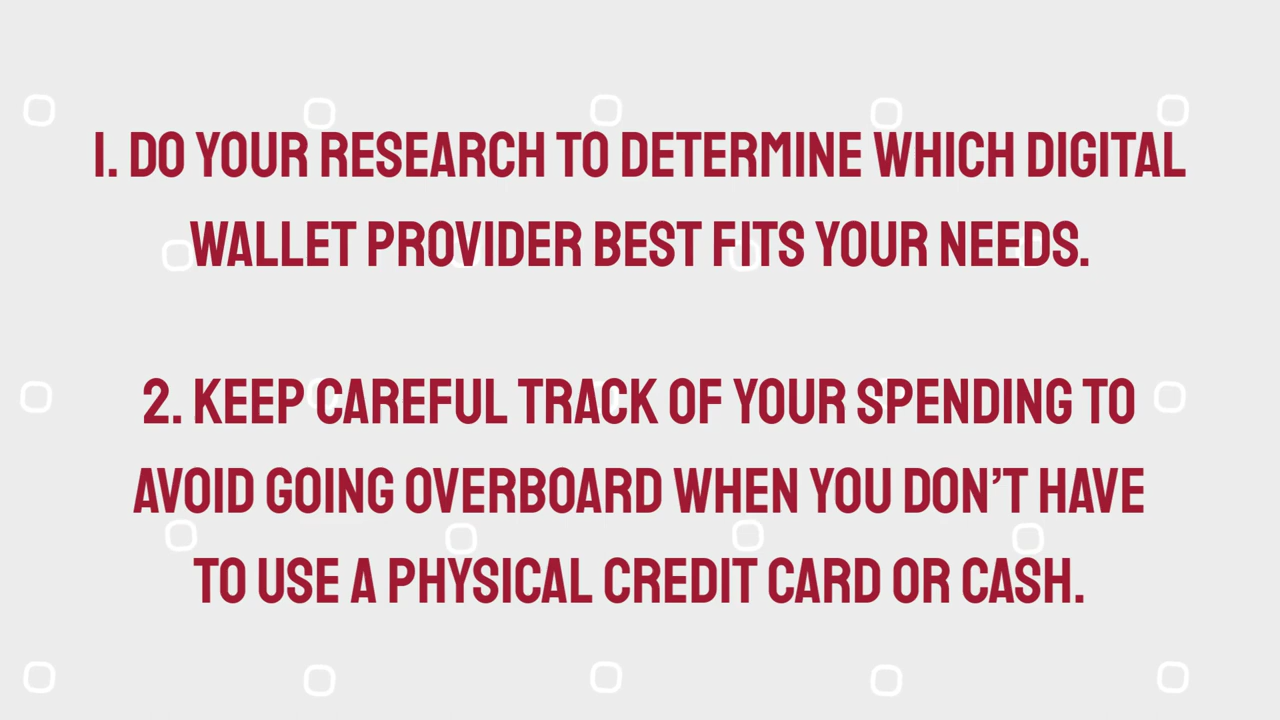 1. DO YOUR RESEARCH TO DETERMINE WHICH DIGITAL
WALLET PROVIDER BEST FITS YOUR NEEDS.
2. KEEP CAREFUL TRACK OF YOUR SPENDING TO
AVOID GOING OVERBOARD WHEN YOU DON’T HAVE
TO USE A PHYSICAL CREDIT CARD OR CASH.